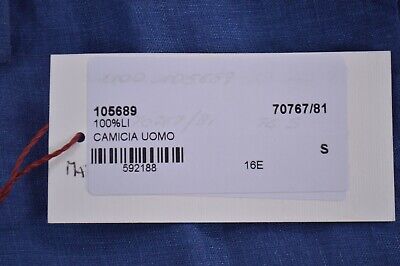 105689 70767/81
100%LI
CAMICIA UOMO
S
592188 16E